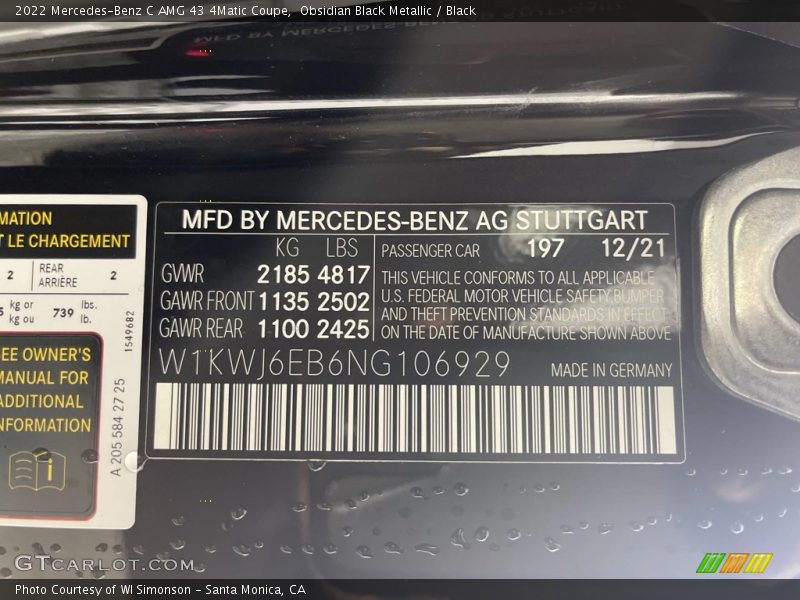 2022 Mercedes-Benz C AMG 43 4Matic Coupe, Obsidian Black Metallic / Black
MATION
T LE CHARGEMENT
2 REAR ARRIÈRE 2
kg or kg ou 739 lbs. lb.
EE OWNER'S
MANUAL FOR
ADDITIONAL
NFORMATION
1549682
A 205 584 27 25
MFD BY MERCEDES-BENZ AG STUTTGART
KG LBS
GWR 2185 4817
GAWR FRONT 1135 2502
GAWR REAR 1100 2425
PASSENGER CAR 197 12/21
THIS VEHICLE CONFORMS TO ALL APPLICABLE
U.S. FEDERAL MOTOR VEHICLE SAFETY,BUMPER
AND THEFT PREVENTION STANDARDS IN EFFECT
ON THE DATE OF MANUFACTURE SHOWN ABOVE
W1KWJ6EB6NG106929
MADE IN GERMANY
GTcarlot.com
Photo Courtesy of WI Simonson - Santa Monica, CA